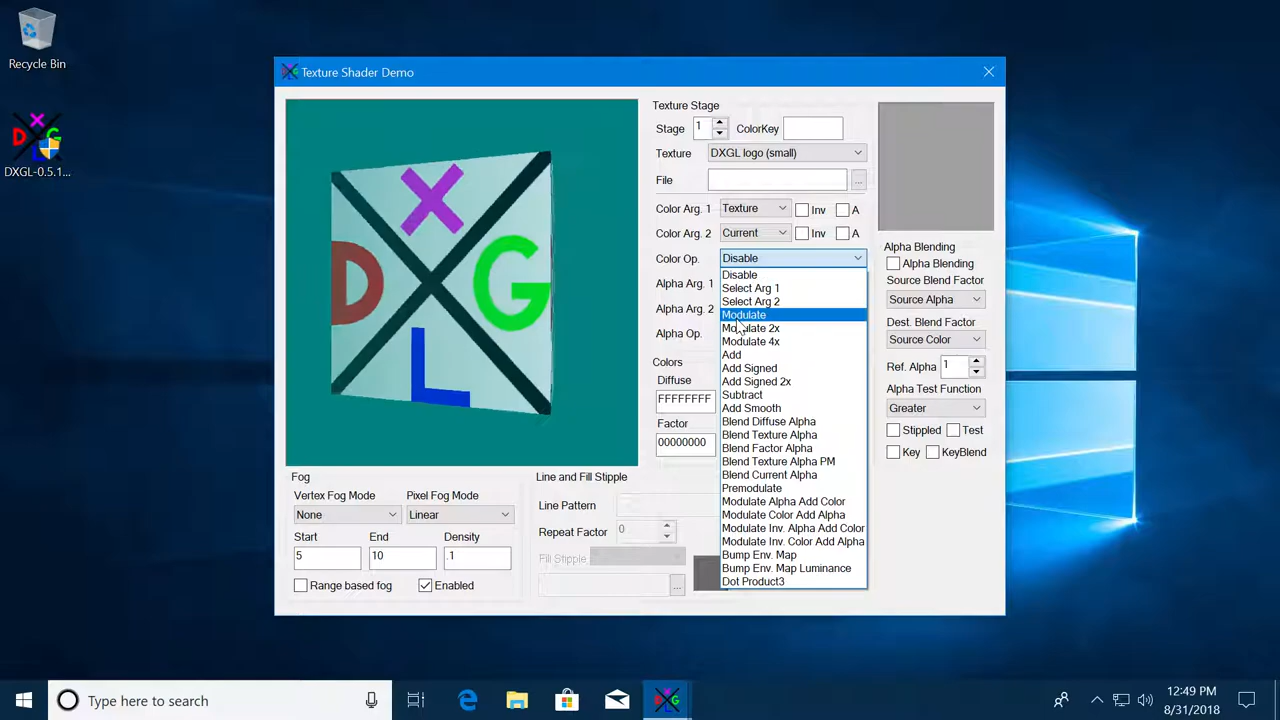 Recycle Bin
DXGL-0.5.1...
Texture Shader Demo
X
D
G
L
Texture Stage
Stage 1 ColorKey
Texture DXGL logo (small)
File ...
Color Arg. 1 Texture Inv A
Color Arg. 2 Current Inv A
Color Op. Disable
Alpha Arg. 1
Alpha Arg. 2
Alpha Op.
Disable
Select Arg 1
Select Arg 2
Modulate
Modulate 2x
Modulate 4x
Add
Add Signed
Add Signed 2x
Subtract
Add Smooth
Blend Diffuse Alpha
Blend Texture Alpha
Blend Factor Alpha
Blend Texture Alpha PM
Blend Current Alpha
Premodulate
Modulate Alpha Add Color
Modulate Color Add Alpha
Modulate Inv. Alpha Add Color
Modulate Inv. Color Add Alpha
Bump Env. Map
Bump Env. Map Luminance
Dot Product3
Colors
Diffuse
FFFFFFFF
Factor
00000000
Alpha Blending
Alpha Blending
Source Blend Factor
Source Alpha
Dest. Blend Factor
Source Color
Ref. Alpha 1
Alpha Test Function
Greater
Stippled Test
Key KeyBlend
Fog
Vertex Fog Mode Pixel Fog Mode
None Linear
Start End Density
5 10 .1
Range based fog Enabled
Line and Fill Stipple
Line Pattern
Repeat Factor 0
Fill Stipple
...
Type here to search
12:49 PM
8/31/2018